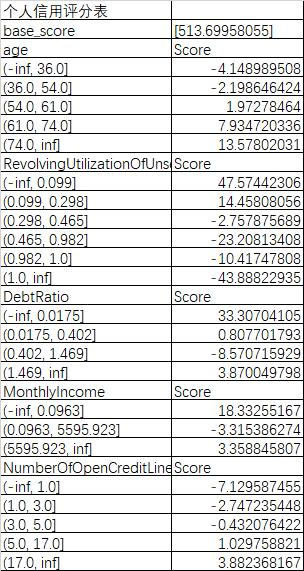 个人信用评分表
base_score [513.69958055]
age Score
(-inf, 36.0] -4.148989508
(36.0, 54.0] -2.198646424
(54.0, 61.0] 1.97278464
(61.0, 74.0] 7.934720336
(74.0, inf] 13.57802031
RevolvingUtilizationOfUns Score
(-inf, 0.099] 47.57442306
(0.099, 0.298] 14.45808056
(0.298, 0.465] -2.757875689
(0.465, 0.982] -23.20813408
(0.982, 1.0] -10.41747808
(1.0, inf] -43.88822935
DebtRatio Score
(-inf, 0.0175] 33.30704105
(0.0175, 0.402] 0.807701793
(0.402, 1.469] -8.570715929
(1.469, inf] 3.870049798
MonthlyIncome Score
(-inf, 0.0963] 18.33255167
(0.0963, 5595.923] -3.315386274
(5595.923, inf] 3.358845807
NumberOfOpenCreditLine Score
(-inf, 1.0] -7.129587455
(1.0, 3.0] -2.747235448
(3.0, 5.0] -0.432076422
(5.0, 17.0] 1.029758821
(17.0, inf] 3.882368167